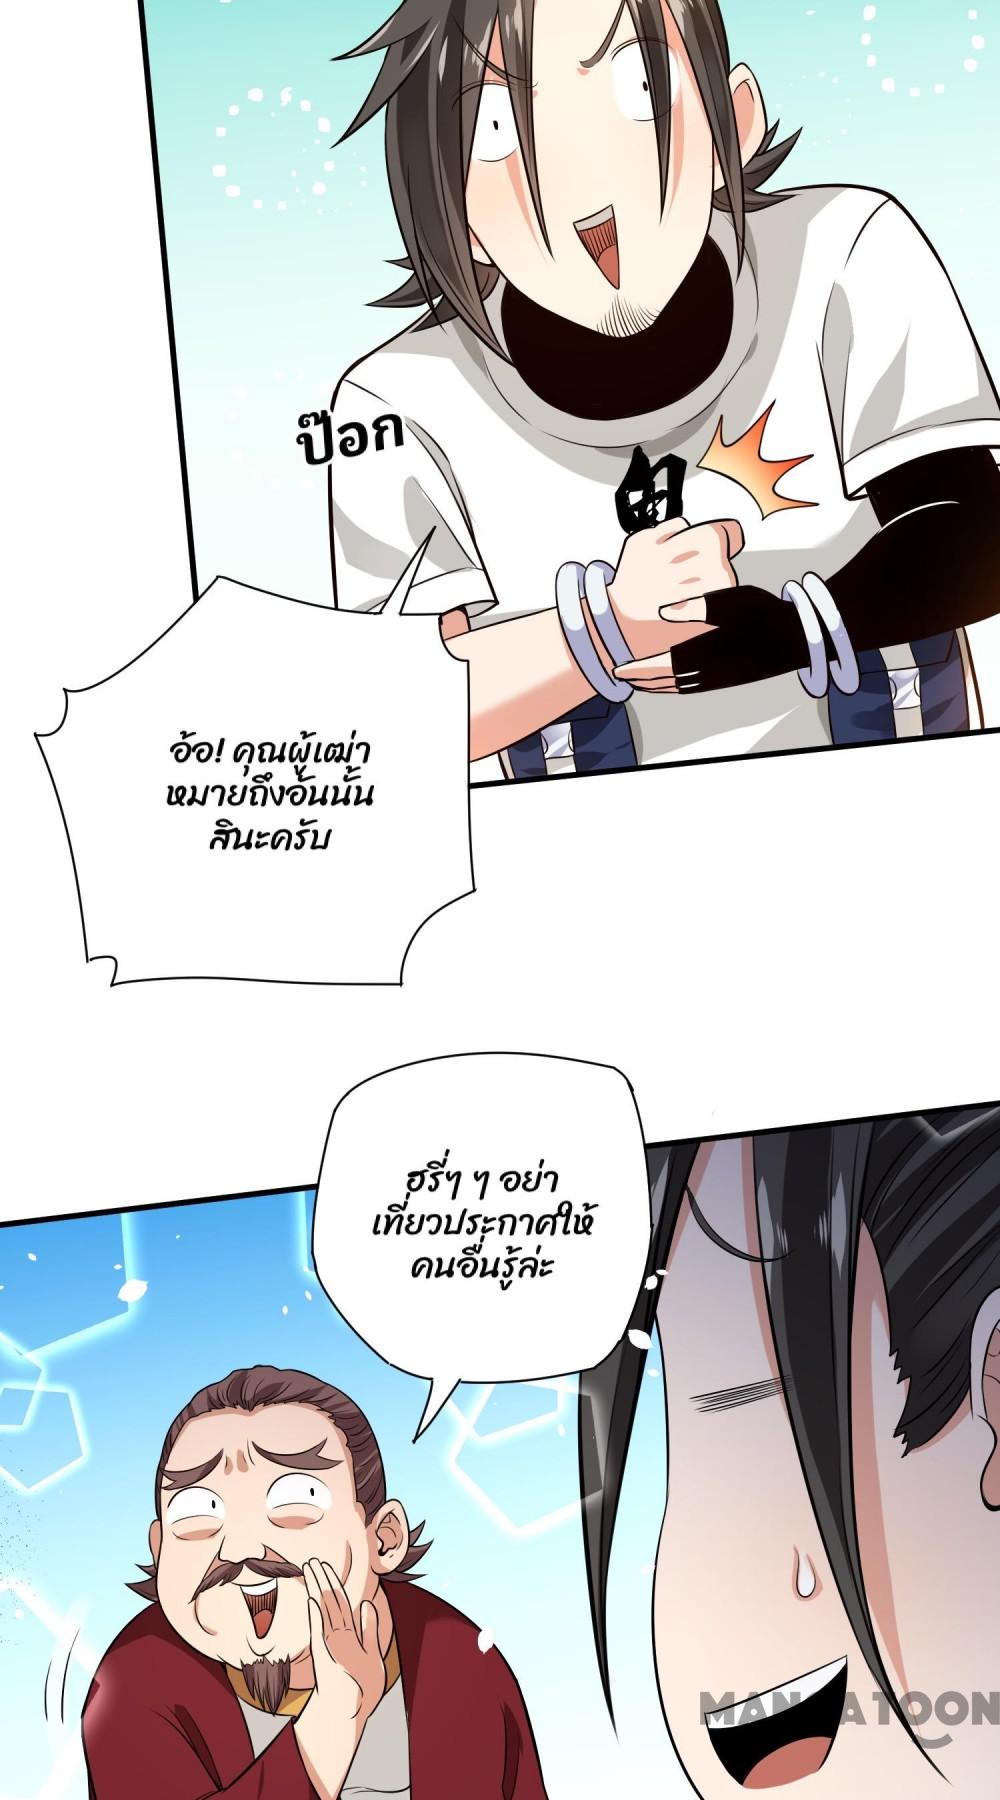 ป๊อก
อ้อ! คุณผู้เฒ่า
หมายถึงอันนั้น
สินะครับ
ฮรี่ๆ ๆ อย่า
เที่ยวประกาศให้
คนอื่นรู้ล่ะ
MANGATOON